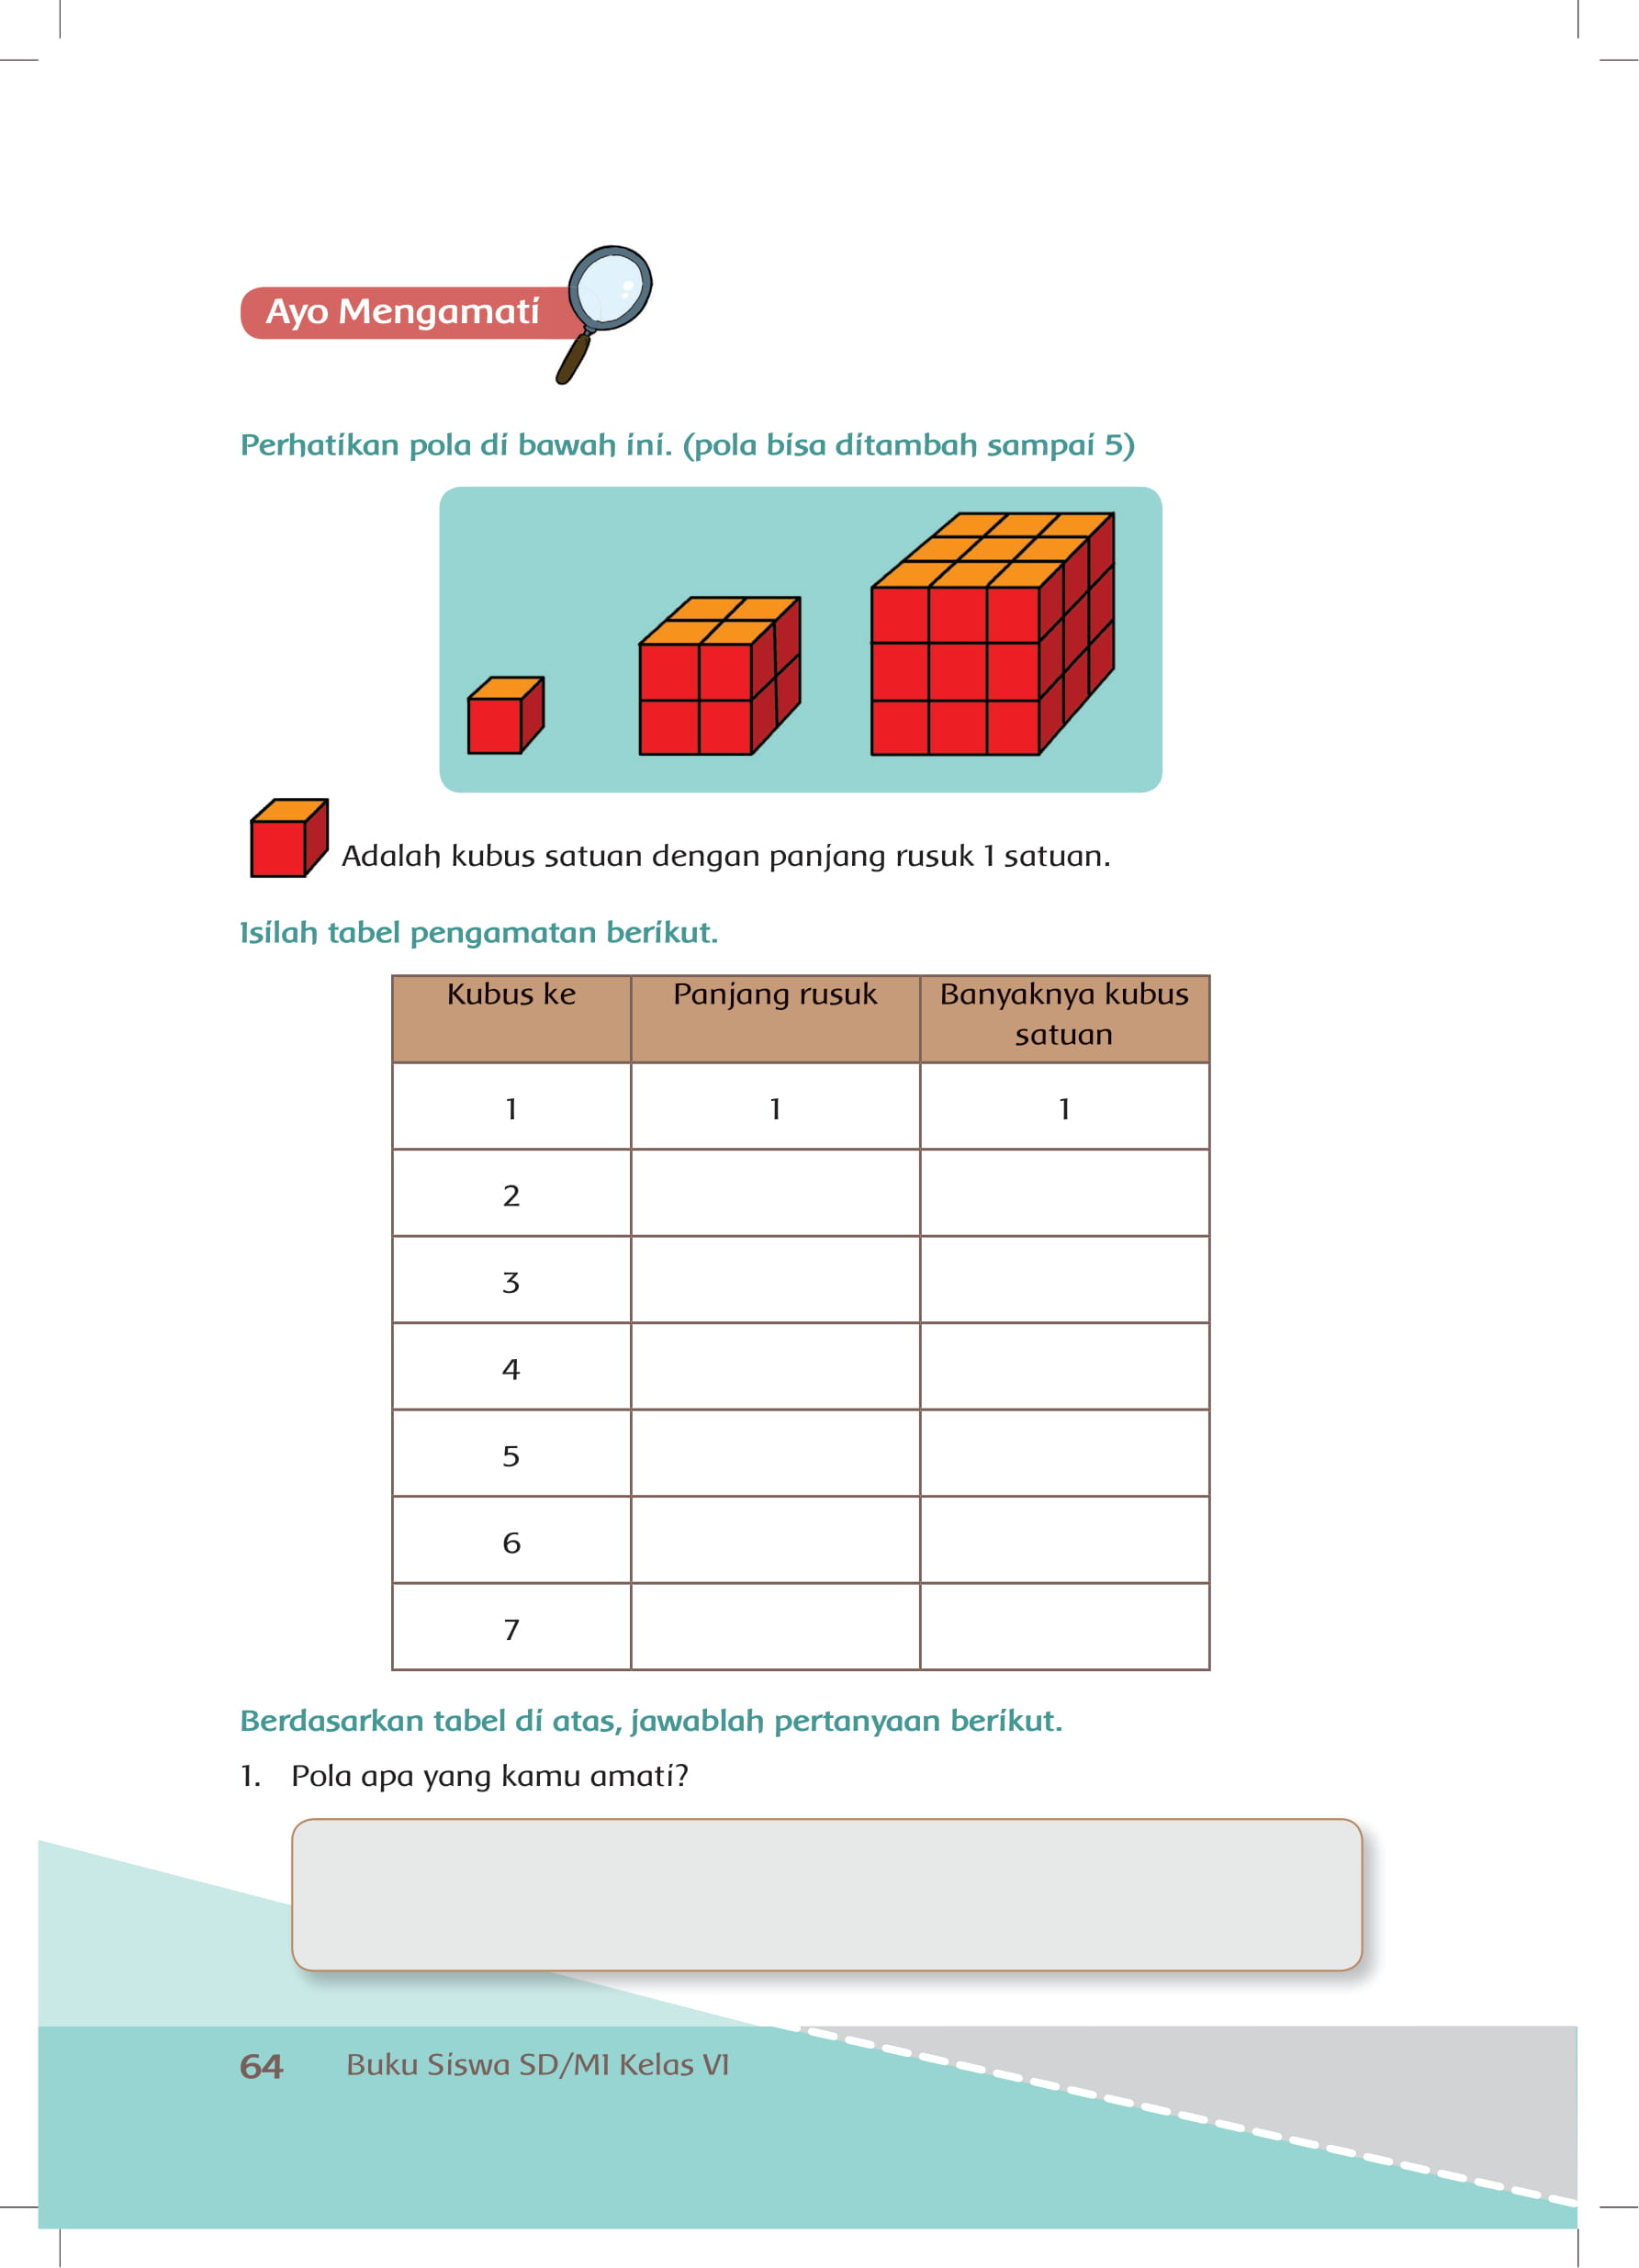 Ayo Mengamati
Perhatikan pola di bawah ini. (pola bisa ditambah sampai 5)
Adalah kubus satuan dengan panjang rusuk 1 satuan.
Isilah tabel pengamatan berikut.
Kubus ke Panjang rusuk Banyaknya kubus
satuan
1 1 1
2
3
4
5
6
7
Berdasarkan tabel di atas, jawablah pertanyaan berikut.
1. Pola apa yang kamu amati?
64 Buku Siswa SD/MI Kelas VI